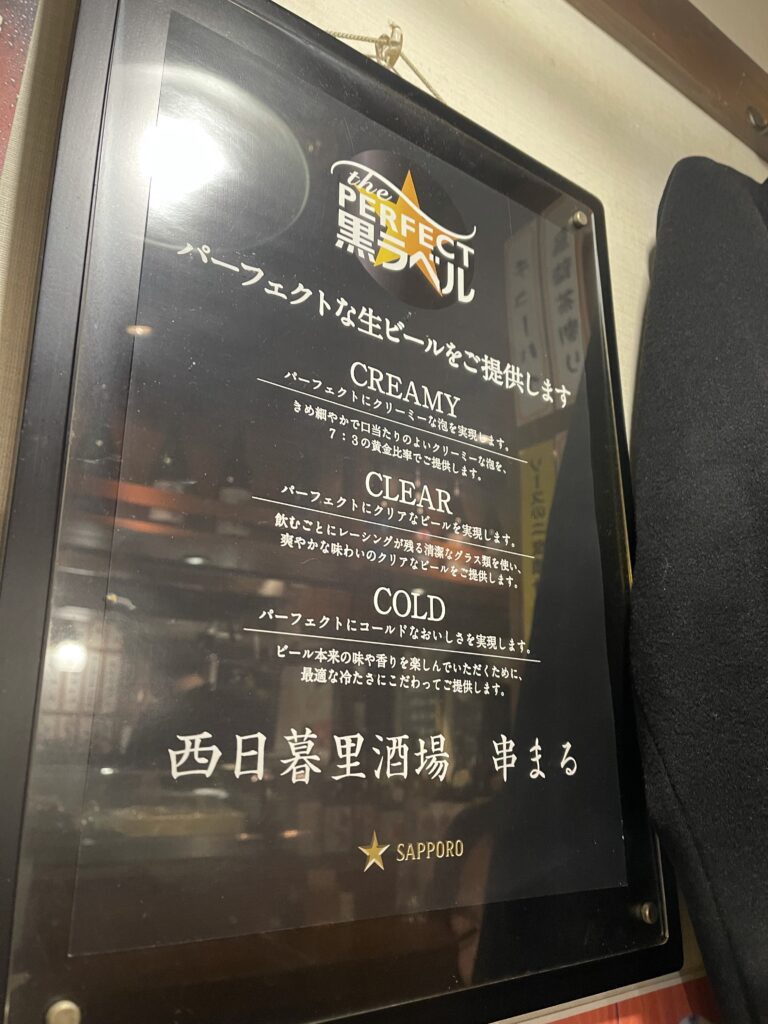 the
PERFECT
黒ラベル
パーフェクトな生ビールをご提供します
CREAMY
パーフェクトにクリーミーな泡を実現します。
きめ細やかで口当たりのよいクリーミーな泡を、
7：3の黄金比率でご提供します。
CLEAR
パーフェクトにクリアなビールを実現します。
飲むごとにレーシングが残る清潔なグラス類を使い、
爽やかな味わいのクリアなビールをご提供します。
COLD
パーフェクトにコールドなおいしさを実現します。
ビール本来の味や香りを楽しんでいただくために、
最適な冷たさにこだわってご提供します。
西日暮里酒場　串まる
SAPPORO